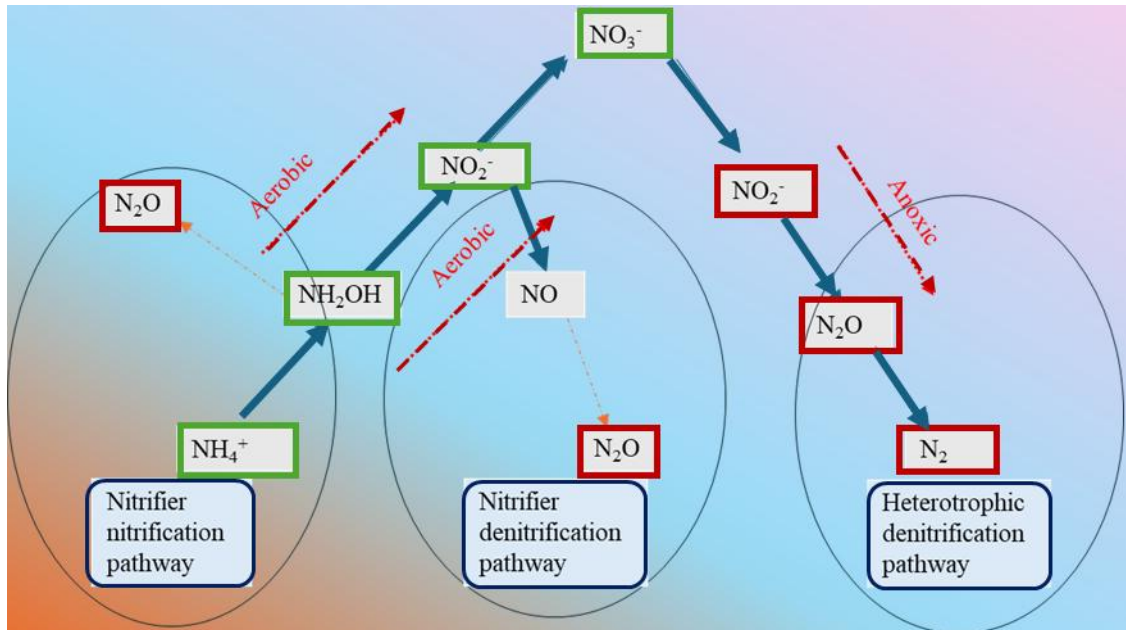 NO₃⁻
NO₂⁻
Aerobic
N₂O
NO₂⁻
Anoxic
Aerobic
NH₂OH
NO
N₂O
NH₄⁺
N₂O
N₂
Nitrifier
nitrification
pathway
Nitrifier
denitrification
pathway
Heterotrophic
denitrification
pathway